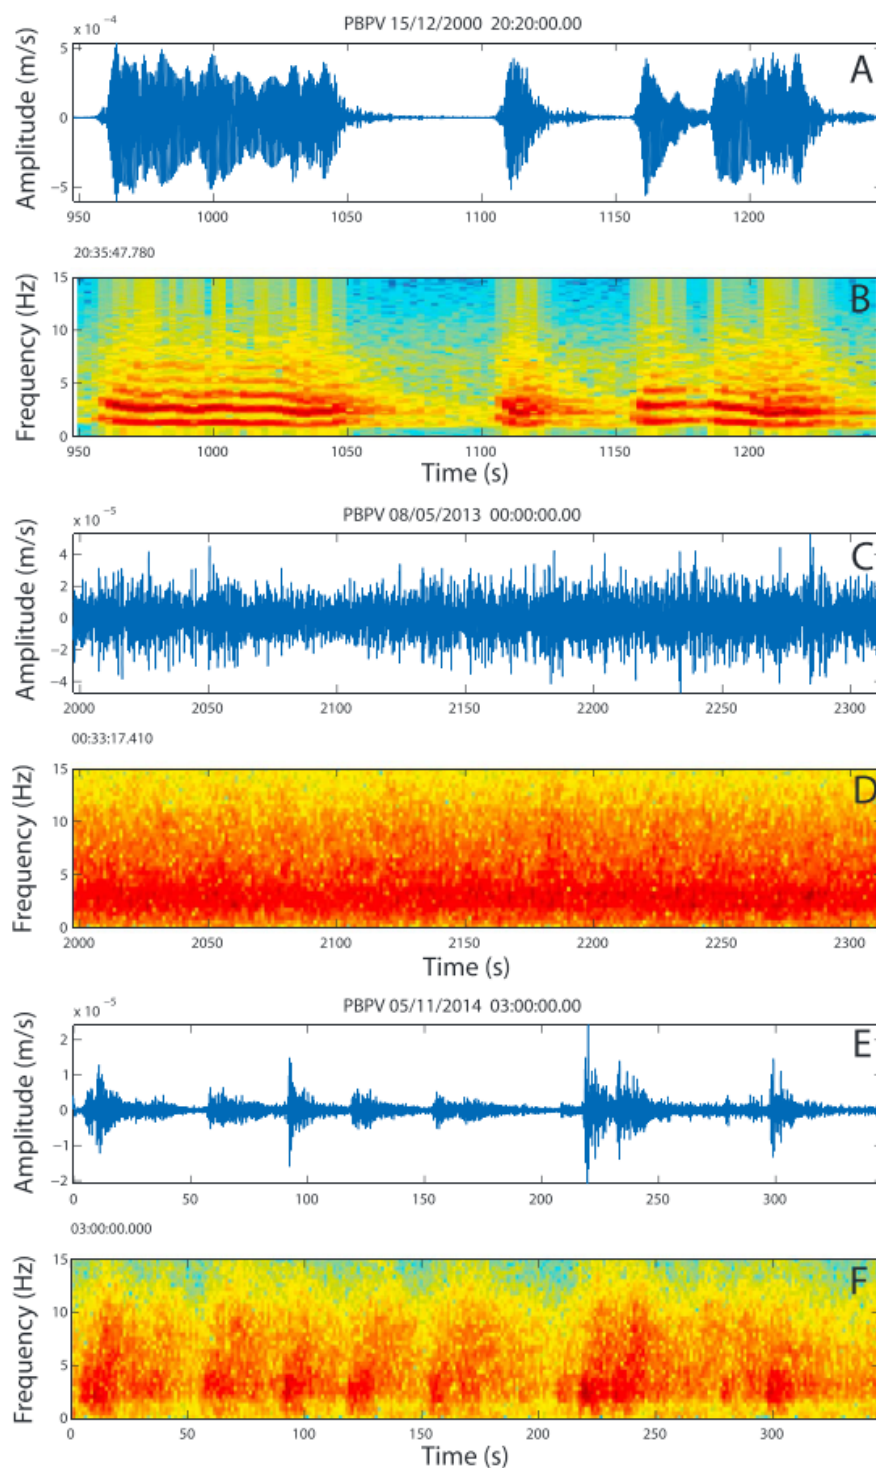 PBPV 15/12/2000 20:20:00.00
x 10⁻⁴
Amplitude (m/s)
5
0
−5
A
950 1000 1050 1100 1150 1200
20:35:47.780
Frequency (Hz)
15
10
5
0
B
950 1000 1050 1100 1150 1200
Time (s)
PBPV 08/05/2013 00:00:00.00
x 10⁻⁵
Amplitude (m/s)
4
2
0
−2
−4
C
2000 2050 2100 2150 2200 2250 2300
00:33:17.410
Frequency (Hz)
15
10
5
0
D
2000 2050 2100 2150 2200 2250 2300
Time (s)
PBPV 05/11/2014 03:00:00.00
x 10⁻⁵
Amplitude (m/s)
2
1
0
−1
−2
E
0 50 100 150 200 250 300
03:00:00.000
Frequency (Hz)
15
10
5
0
F
0 50 100 150 200 250 300
Time (s)